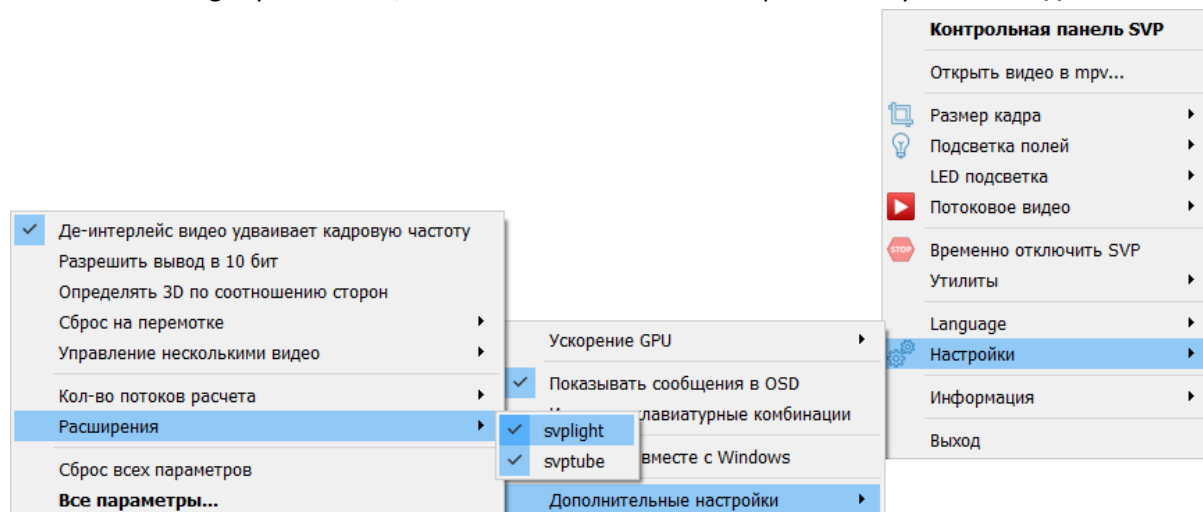 Контрольная панель SVP
Открыть видео в mpv...
Размер кадра
Подсветка полей
LED подсветка
Потоковое видео
STOP
Временно отключить SVP
Утилиты
Language
Настройки
Информация
Выход
Ускорение GPU
Показывать сообщения в OSD
клавиатурные комбинации
вместе с Windows
Дополнительные настройки
Де-интерлейс видео удваивает кадровую частоту
Разрешить вывод в 10 бит
Определять 3D по соотношению сторон
Сброс на перемотке
Управление несколькими видео
Кол-во потоков расчета
Расширения
Сброс всех параметров
Все параметры...
svplight
svptube